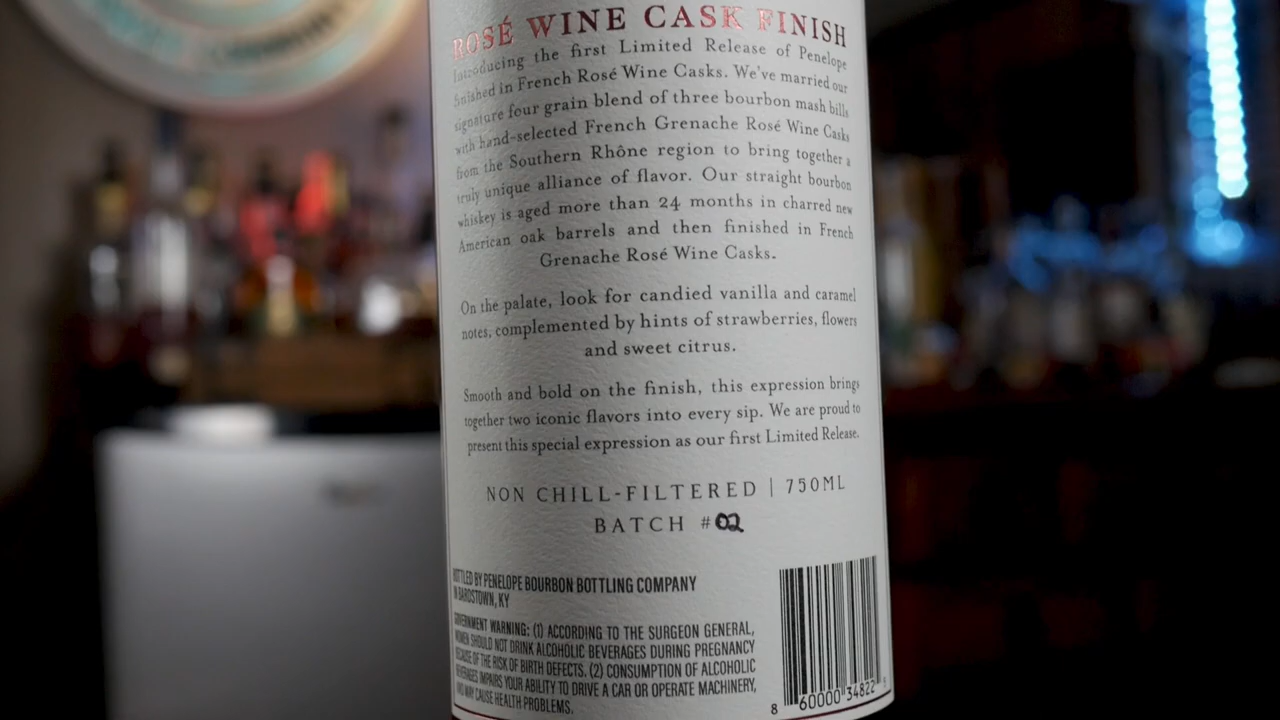 ROSÉ WINE CASK FINISH
Introducing the first Limited Release of Penelope
finished in French Rosé Wine Casks. We've married our
signature four grain blend of three bourbon mash bills
with hand-selected French Grenache Rosé Wine Casks
from the Southern Rhône region to bring together a
truly unique alliance of flavor. Our straight bourbon
whiskey is aged more than 24 months in charred new
American oak barrels and then finished in French
Grenache Rosé Wine Casks.
On the palate, look for candied vanilla and caramel
notes, complemented by hints of strawberries, flowers
and sweet citrus.
Smooth and bold on the finish, this expression brings
together two iconic flavors into every sip. We are proud to
present this special expression as our first Limited Release.
NON CHILL-FILTERED | 750ML
BATCH #02
BOTTLED BY PENELOPE BOURBON BOTTLING COMPANY
IN BARDSTOWN, KY
GOVERNMENT WARNING: (1) ACCORDING TO THE SURGEON GENERAL,
WOMEN SHOULD NOT DRINK ALCOHOLIC BEVERAGES DURING PREGNANCY
BECAUSE OF THE RISK OF BIRTH DEFECTS. (2) CONSUMPTION OF ALCOHOLIC
BEVERAGES IMPAIRS YOUR ABILITY TO DRIVE A CAR OR OPERATE MACHINERY,
AND MAY CAUSE HEALTH PROBLEMS.
8 60000 34822